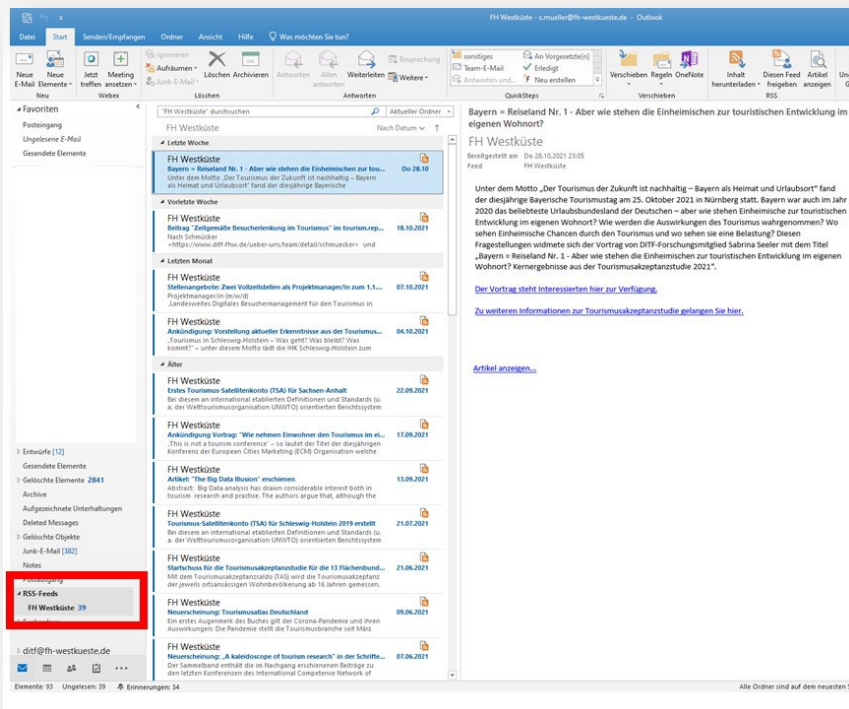 FH Westküste - s.mueller@fh-westkueste.de - Outlook
Datei Start Senden/Empfangen Ordner Ansicht Hilfe Was möchten Sie tun?
Neue E-Mail
Neue Elemente
Neu
Jetzt treffen
Meeting ansetzen
Webex
Ignorieren
Aufräumen
Junk-E-Mail
Löschen Archivieren
Löschen
Antworten
Allen antworten
Weiterleiten
Besprechung
Weitere
Antworten
sonstiges
Team-E-Mail
Antworten und...
An Vorgesetzte(n)
Erledigt
Neu erstellen
QuickSteps
Verschieben Regeln OneNote
Verschieben
Inhalt herunterladen
Diesen Feed freigeben
Artikel anzeigen
RSS
Favoriten
Posteingang
Ungelesene E-Mail
Gesendete Elemente
Entwürfe [12]
Gesendete Elemente
Gelöschte Elemente 2841
Archive
Aufgezeichnete Unterhaltungen
Deleted Messages
Gelöschte Objekte
Junk-E-Mail [382]
Notes
Postausgang
RSS-Feeds
FH Westküste 39
ditf@fh-westkueste.de
"FH Westküste" durchsuchen Aktueller Ordner
FH Westküste Nach Datum
Letzte Woche
FH Westküste
Bayern = Reiseland Nr. 1 - Aber wie stehen die Einheimischen zur tou... Do 28.10
Unter dem Motto „Der Tourismus der Zukunft ist nachhaltig – Bayern
als Heimat und Urlaubsort“ fand der diesjährige Bayerische
Vorletzte Woche
FH Westküste
Beitrag "Zeitgemäße Besucherlenkung im Tourismus" im tourism.rep... 18.10.2021
Nach Schmücker
<https://www.ditf-fhw.de/ueber-uns/team/detail/schmuecker> und
Letzten Monat
FH Westküste
Stellenangebote: Zwei Vollzeitstellen als Projektmanager/in zum 1.1.... 07.10.2021
Projektmanager/in (m/w/d)
„Landesweites Digitales Besuchermanagement für den Tourismus in
FH Westküste
Ankündigung: Vorstellung aktueller Erkenntnisse aus der Tourismus... 04.10.2021
„Tourismus in Schleswig-Holstein – Was geht? Was bleibt? Was
kommt?“ – unter diesem Motto lädt die IHK Schleswig-Holstein zum
Älter
FH Westküste
Erstes Tourismus-Satellitenkonto (TSA) für Sachsen-Anhalt 22.09.2021
Bei diesem an international etablierten Definitionen und Standards (u.
a. der Welttourismusorganisation UNWTO) orientierten Berichtssystem
FH Westküste
Ankündigung Vortrag: "Wie nehmen Einwohner den Tourismus im ei... 17.09.2021
„This is not a tourism conference“ – so lautet der Titel der diesjährigen
Konferenz der European Cities Marketing (ECM) Organisation welche
FH Westküste
Artikel: "The Big Data Illusion" erschienen 13.09.2021
Abstract: Big Data analysis has drawn considerable interest both in
tourism research and practice. The authors argue that, although the
FH Westküste
Tourismus-Satellitenkonto (TSA) für Schleswig-Holstein 2019 erstellt 21.07.2021
Bei diesem an international etablierten Definitionen und Standards (u.
a. der Welttourismusorganisation UNWTO) orientierten Berichtssystem
FH Westküste
Startschuss für die Tourismusakzeptanzstudie für die 13 Flächenbund... 21.06.2021
Mit dem Tourismusakzeptanzsaldo (TAS) wird die Tourismusakzeptanz
der jeweils ortsansässigen Wohnbevölkerung ab 16 Jahren gemessen.
FH Westküste
Neuerscheinung: Tourismusatlas Deutschland 09.06.2021
Ein erstes Augenmerk des Buches gilt der Corona-Pandemie und ihren
Auswirkungen: Die Pandemie stellt die Tourismusbranche seit März
FH Westküste
Neuerscheinung: „A kaleidoscope of tourism research“ in der Schrifte... 07.06.2021
Der Sammelband enthält die im Nachgang erschienenen Beiträge zu
den letzten Konferenzen des International Competence Network of
Bayern = Reiseland Nr. 1 - Aber wie stehen die Einheimischen zur touristischen Entwicklung im
eigenen Wohnort?
FH Westküste
Bereitgestellt am Do 28.10.2021 23:05
Feed FH Westküste
Unter dem Motto „Der Tourismus der Zukunft ist nachhaltig – Bayern als Heimat und Urlaubsort“ fand
der diesjährige Bayerische Tourismustag am 25. Oktober 2021 in Nürnberg statt. Bayern war auch im Jahr
2020 das beliebteste Urlaubsbundesland der Deutschen – aber wie stehen Einheimische zur touristischen
Entwicklung im eigenen Wohnort? Wie werden die Auswirkungen des Tourismus wahrgenommen? Wo
sehen Einheimische Chancen durch den Tourismus und wo sehen sie eine Belastung? Diesen
Fragestellungen widmete sich der Vortrag von DITF-Forschungsmitglied Sabrina Seeler mit dem Titel
„Bayern = Reiseland Nr. 1 - Aber wie stehen die Einheimischen zur touristischen Entwicklung im eigenen
Wohnort? Kernergebnisse aus der Tourismusakzeptanzstudie 2021“.
Der Vortrag steht Interessierten hier zur Verfügung.
Zu weiteren Informationen zur Tourismusakzeptanzstudie gelangen Sie hier.
Artikel anzeigen...
Elemente: 93 Ungelesen: 39 Erinnerungen: 34
Alle Ordner sind auf dem neuesten